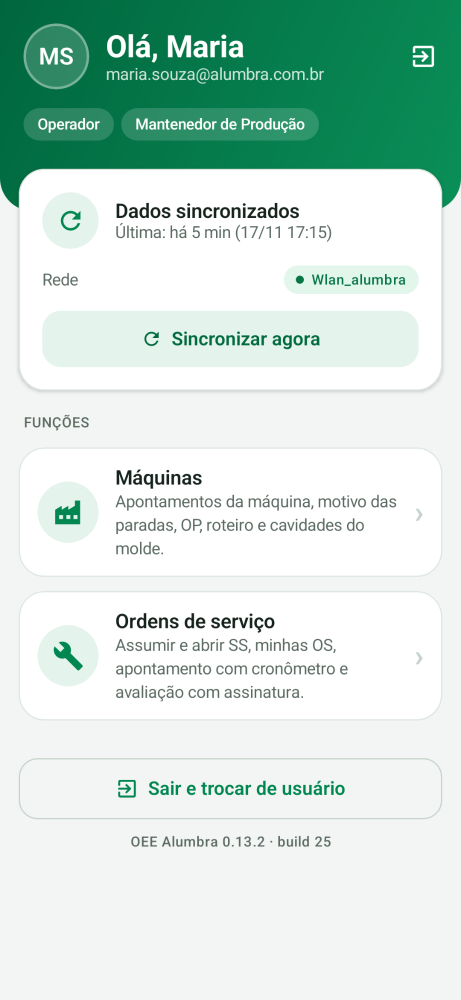 MS
Olá, Maria
maria.souza@alumbra.com.br
Operador
Mantenedor de Produção
Dados sincronizados
Última: há 5 min (17/11 17:15)
Rede
Wlan_alumbra
Sincronizar agora
FUNÇÕES
Máquinas
Apontamentos da máquina, motivo das
paradas, OP, roteiro e cavidades do
molde.
Ordens de serviço
Assumir e abrir SS, minhas OS,
apontamento com cronômetro e
avaliação com assinatura.
Sair e trocar de usuário
OEE Alumbra 0.13.2 · build 25